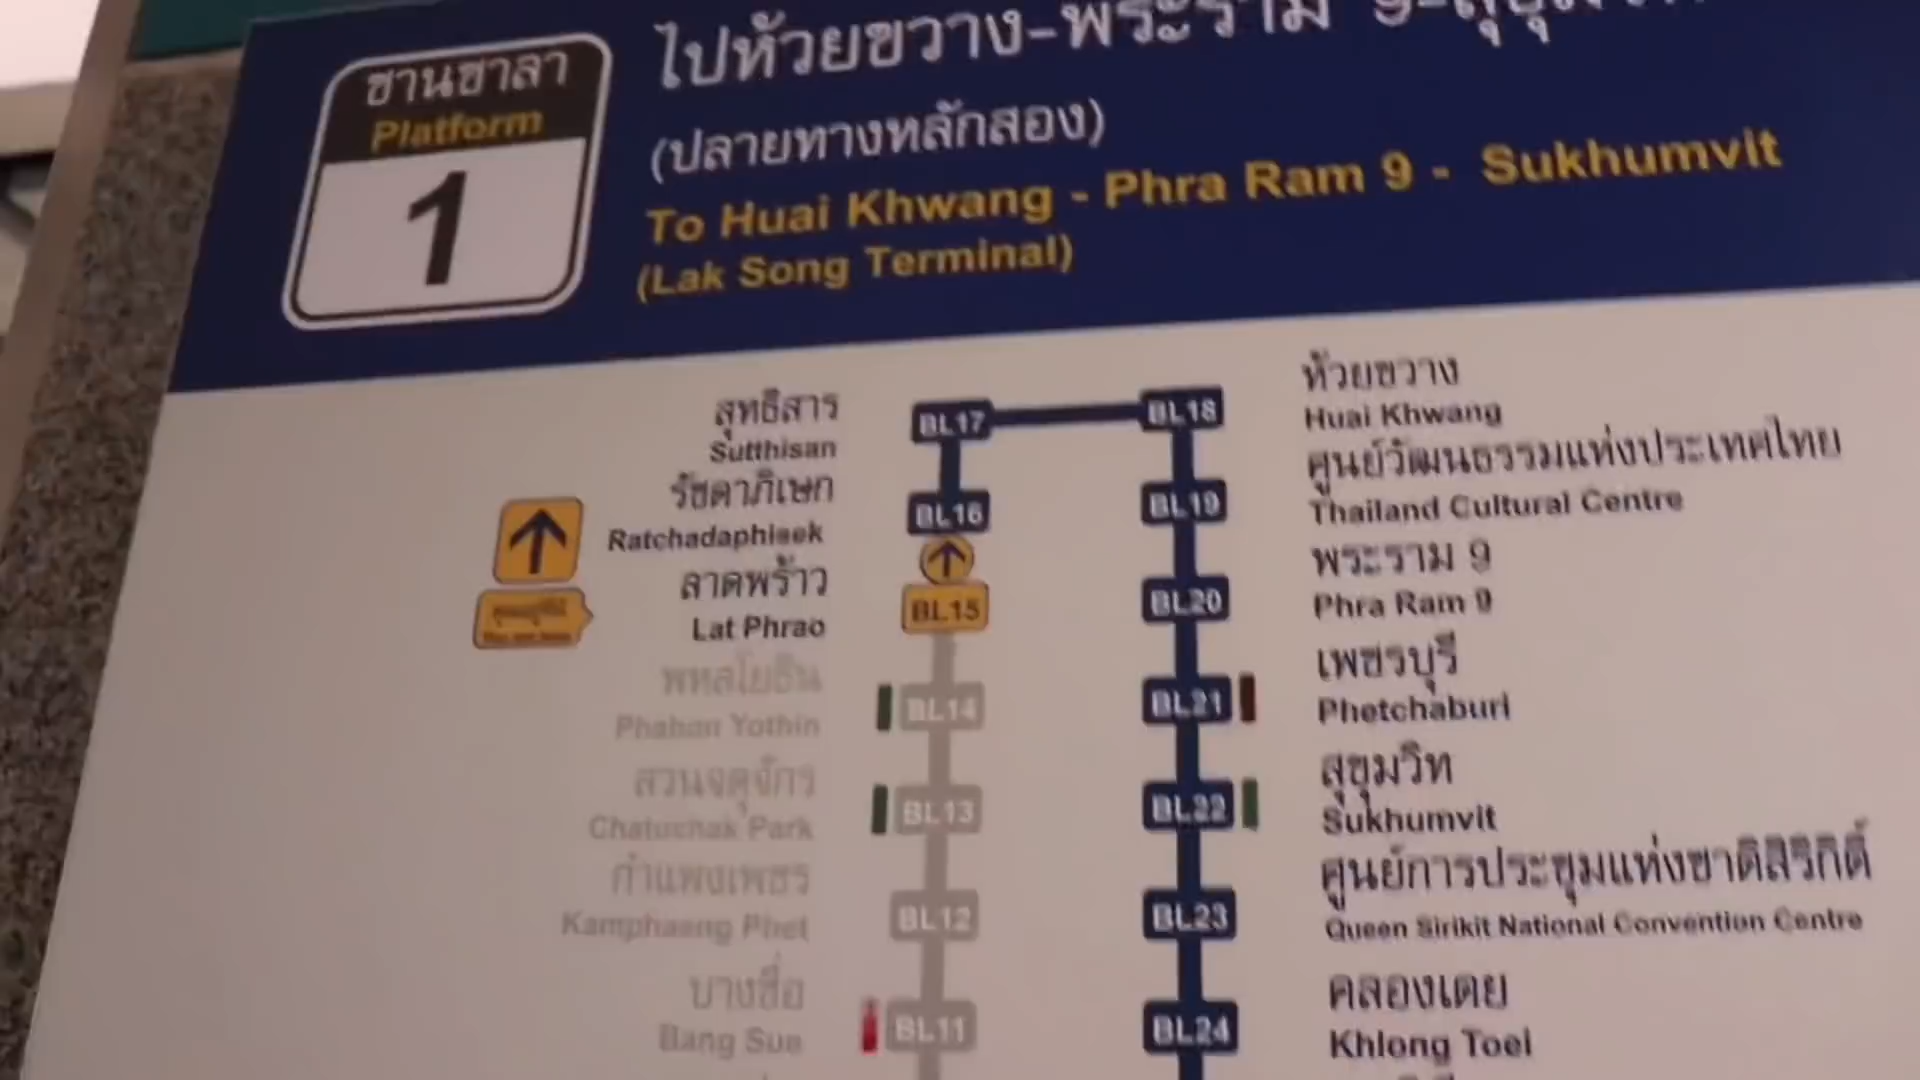 ชานชาลา
Platform
1
ไปห้วยขวาง-พระราม 9-สุขุมวิท
(ปลายทางหลักสอง)
To Huai Khwang - Phra Ram 9 - Sukhumvit
(Lak Song Terminal)
สุทธิสาร
Sutthisan
BL17
รัชดาภิเษก
Ratchadaphisek
BL16
ลาดพร้าว
Lat Phrao
BL15
พหลโยธิน
Phahon Yothin
BL14
สวนจตุจักร
Chatuchak Park
BL13
กำแพงเพชร
Kamphaeng Phet
BL12
บางซื่อ
Bang Sue
BL11
BL18
ห้วยขวาง
Huai Khwang
BL19
ศูนย์วัฒนธรรมแห่งประเทศไทย
Thailand Cultural Centre
BL20
พระราม 9
Phra Ram 9
BL21
เพชรบุรี
Phetchaburi
BL22
สุขุมวิท
Sukhumvit
BL23
ศูนย์การประชุมแห่งชาติสิริกิติ์
Queen Sirikit National Convention Centre
BL24
คลองเตย
Khlong Toei